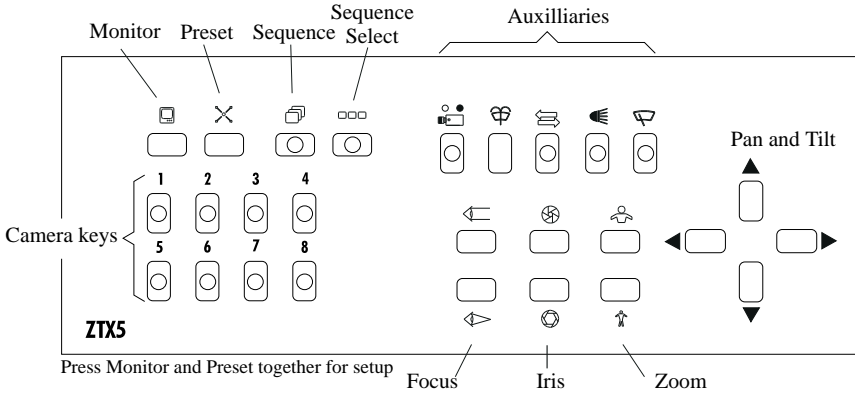 Monitor
Preset
Sequence
Sequence
Select
Auxilliaries
Pan and Tilt
1 2 3 4
Camera keys
5 6 7 8
ZTX5
Press Monitor and Preset together for setup
Focus
Iris
Zoom